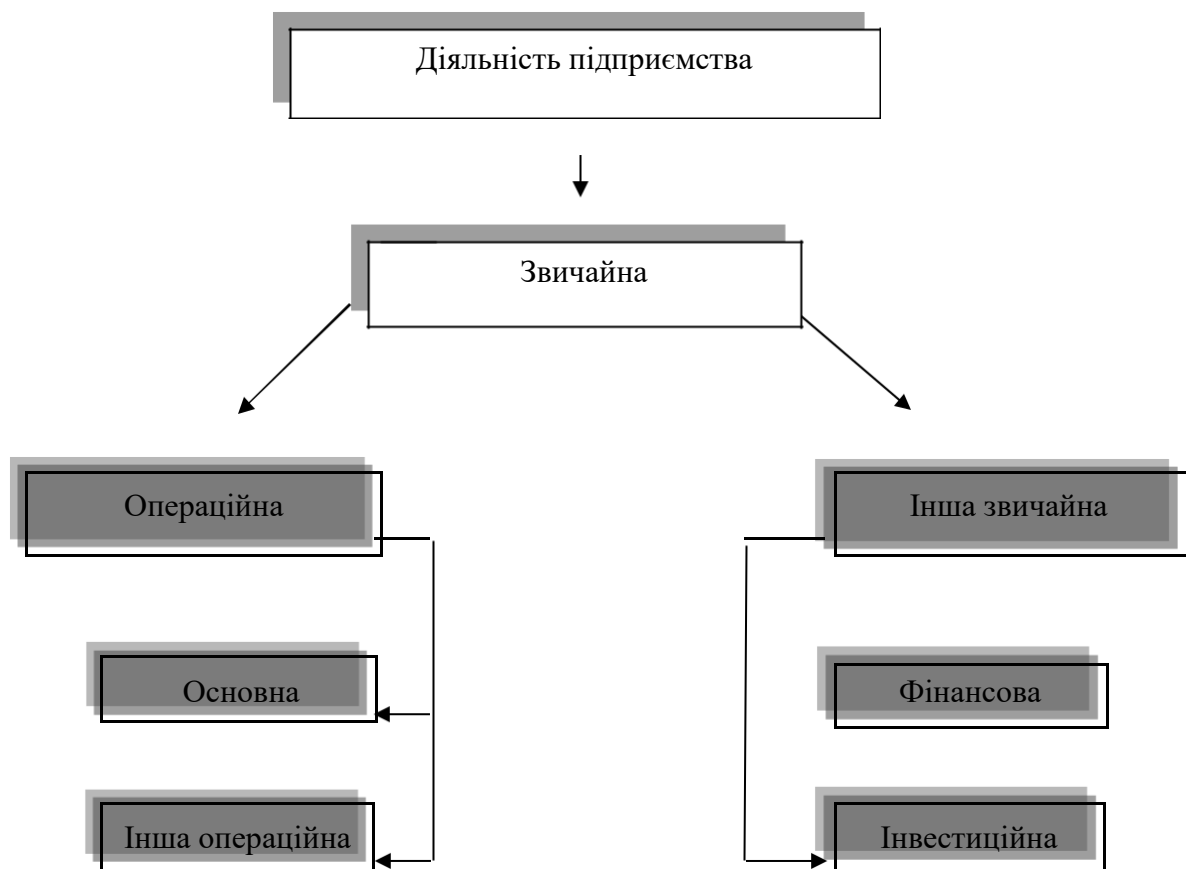 Діяльність підприємства
Звичайна
Операційна
Інша звичайна
Основна
Фінансова
Інша операційна
Інвестиційна